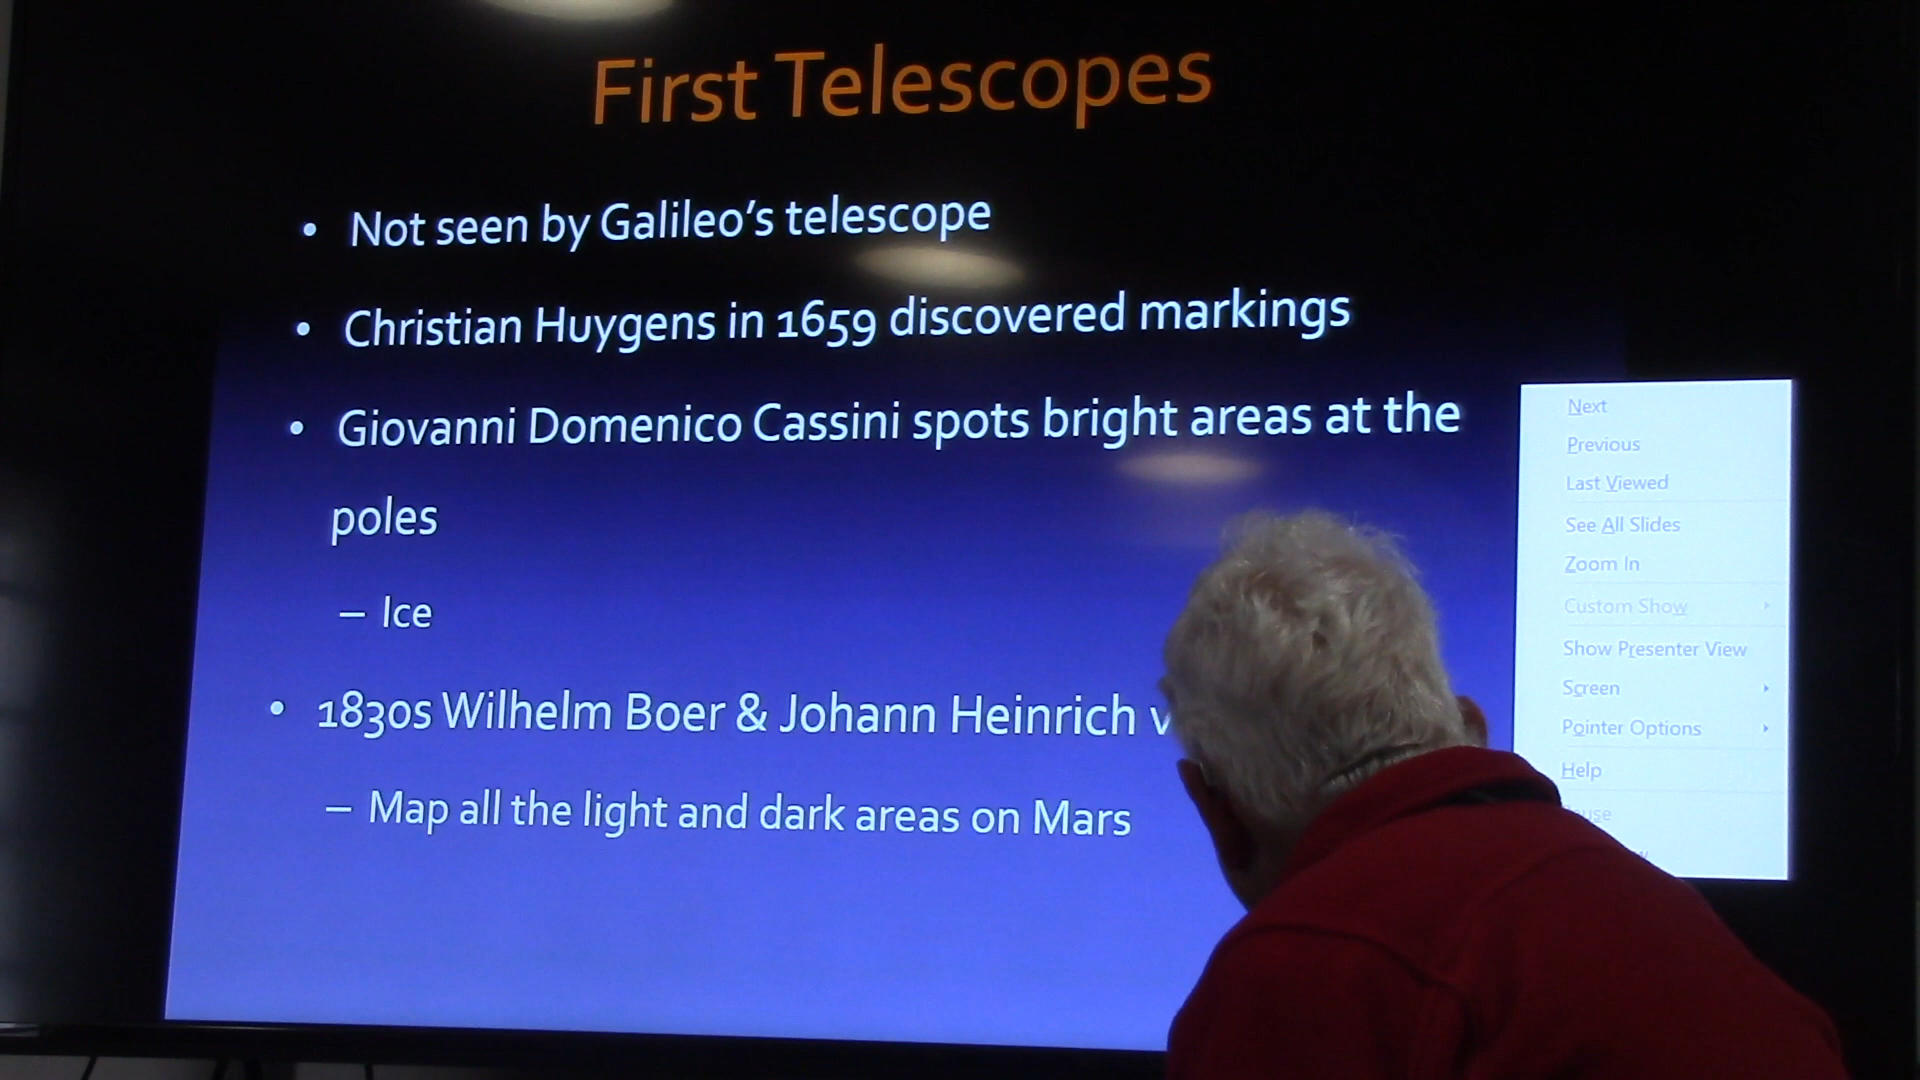 First Telescopes
• Not seen by Galileo's telescope
• Christian Huygens in 1659 discovered markings
• Giovanni Domenico Cassini spots bright areas at the
poles
– Ice
• 1830s Wilhelm Boer & Johann Heinrich
– Map all the light and dark areas on Mars
Next
Previous
Last Viewed
See All Slides
Zoom In
Custom Show
Show Presenter View
Screen
Pointer Options
Help